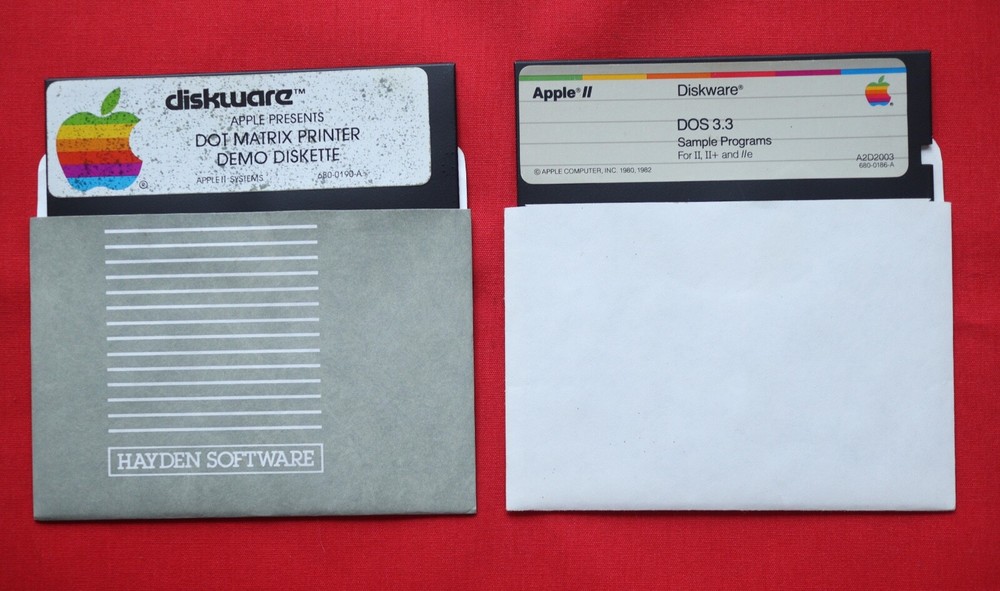 diskware™
APPLE PRESENTS
DOT MATRIX PRINTER
DEMO DISKETTE
APPLE II SYSTEMS 680-0190-A
®
HAYDEN SOFTWARE
Apple® II Diskware®
DOS 3.3
Sample Programs
For II, II+ and IIe
© APPLE COMPUTER, INC. 1980, 1982
A2D2003
680-0186-A